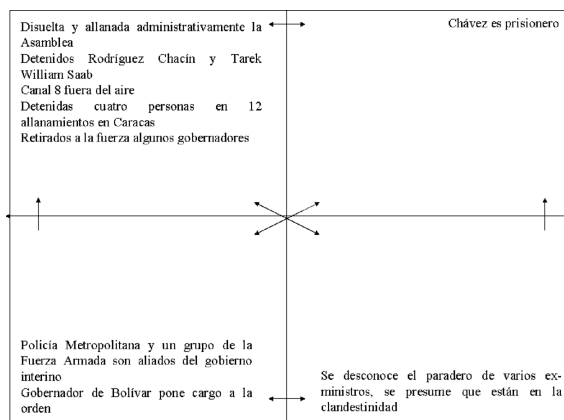 Disuelta y allanada administrativamente la
Asamblea
Detenidos Rodríguez Chacín y Tarek
William Saab
Canal 8 fuera del aire
Detenidas cuatro personas en 12
allanamientos en Caracas
Retirados a la fuerza algunos gobernadores
Chávez es prisionero
Policía Metropolitana y un grupo de la
Fuerza Armada son aliados del gobierno
interino
Gobernador de Bolívar pone cargo a la
orden
Se desconoce el paradero de varios ex-
ministros, se presume que están en la
clandestinidad